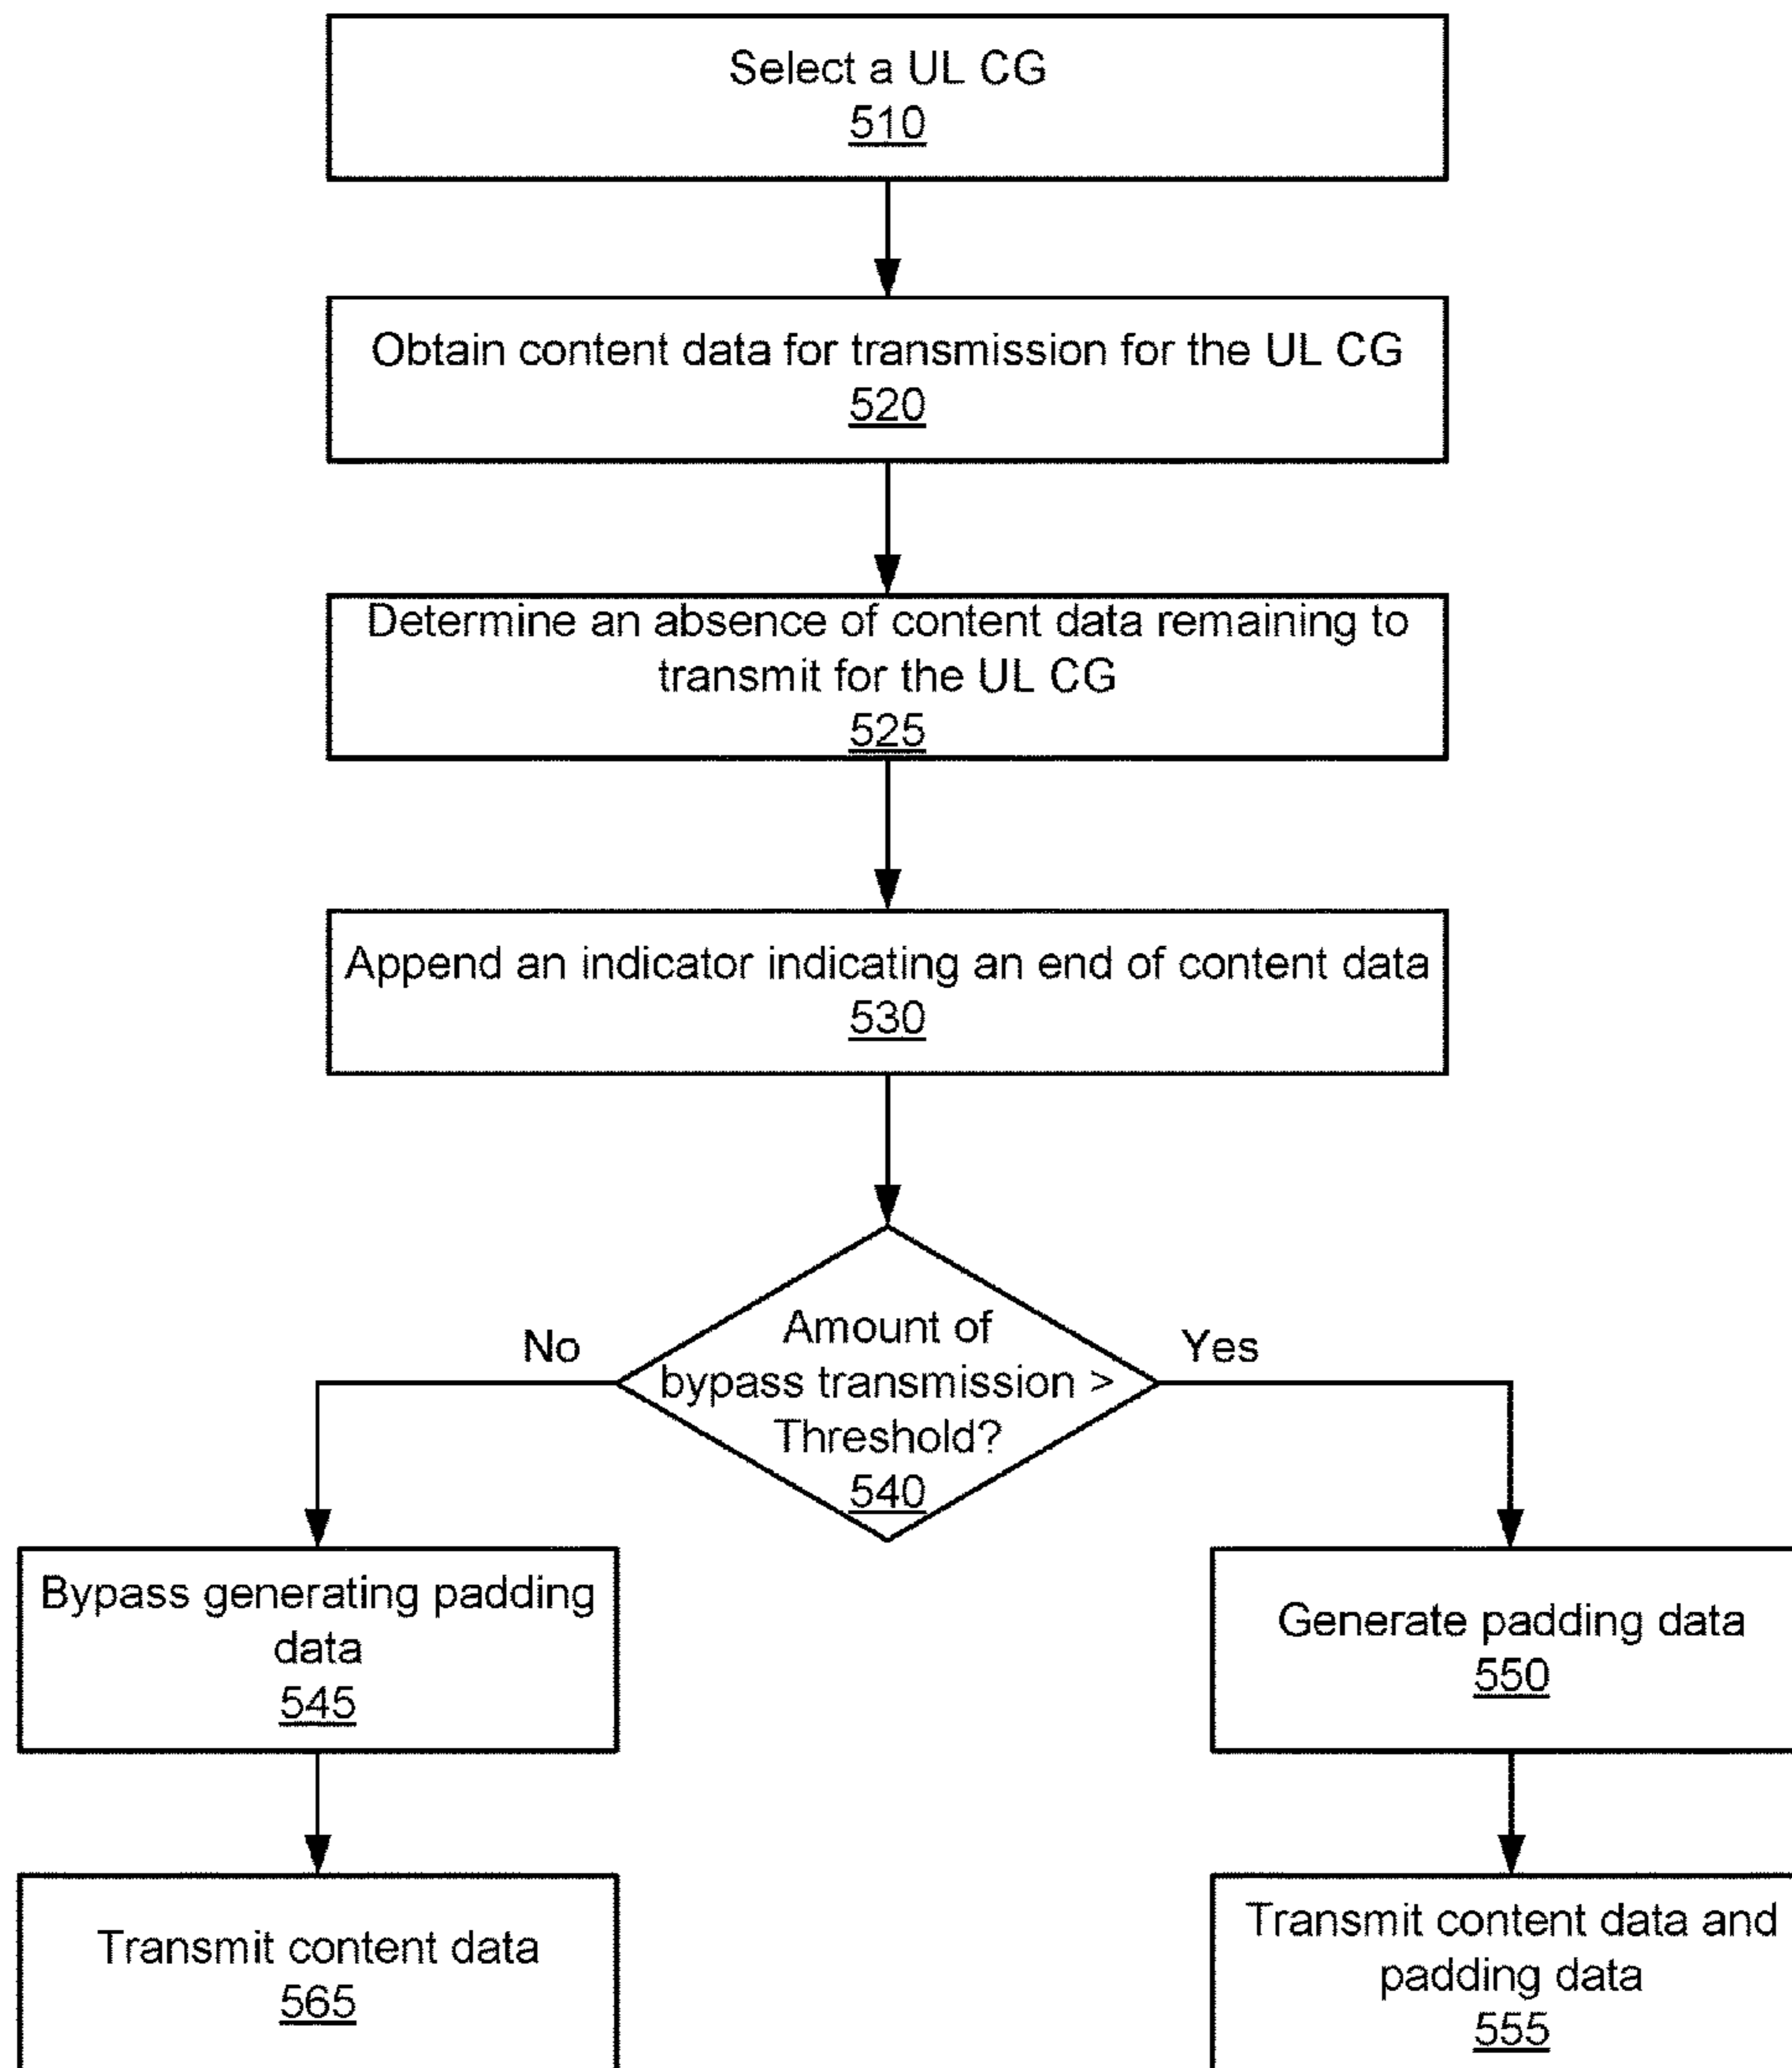 Select a UL CG
510
Obtain content data for transmission for the UL CG
520
Determine an absence of content data remaining to
transmit for the UL CG
525
Append an indicator indicating an end of content data
530
Amount of
bypass transmission >
Threshold?
540
No
Yes
Bypass generating padding
data
545
Generate padding data
550
Transmit content data
565
Transmit content data and
padding data
555